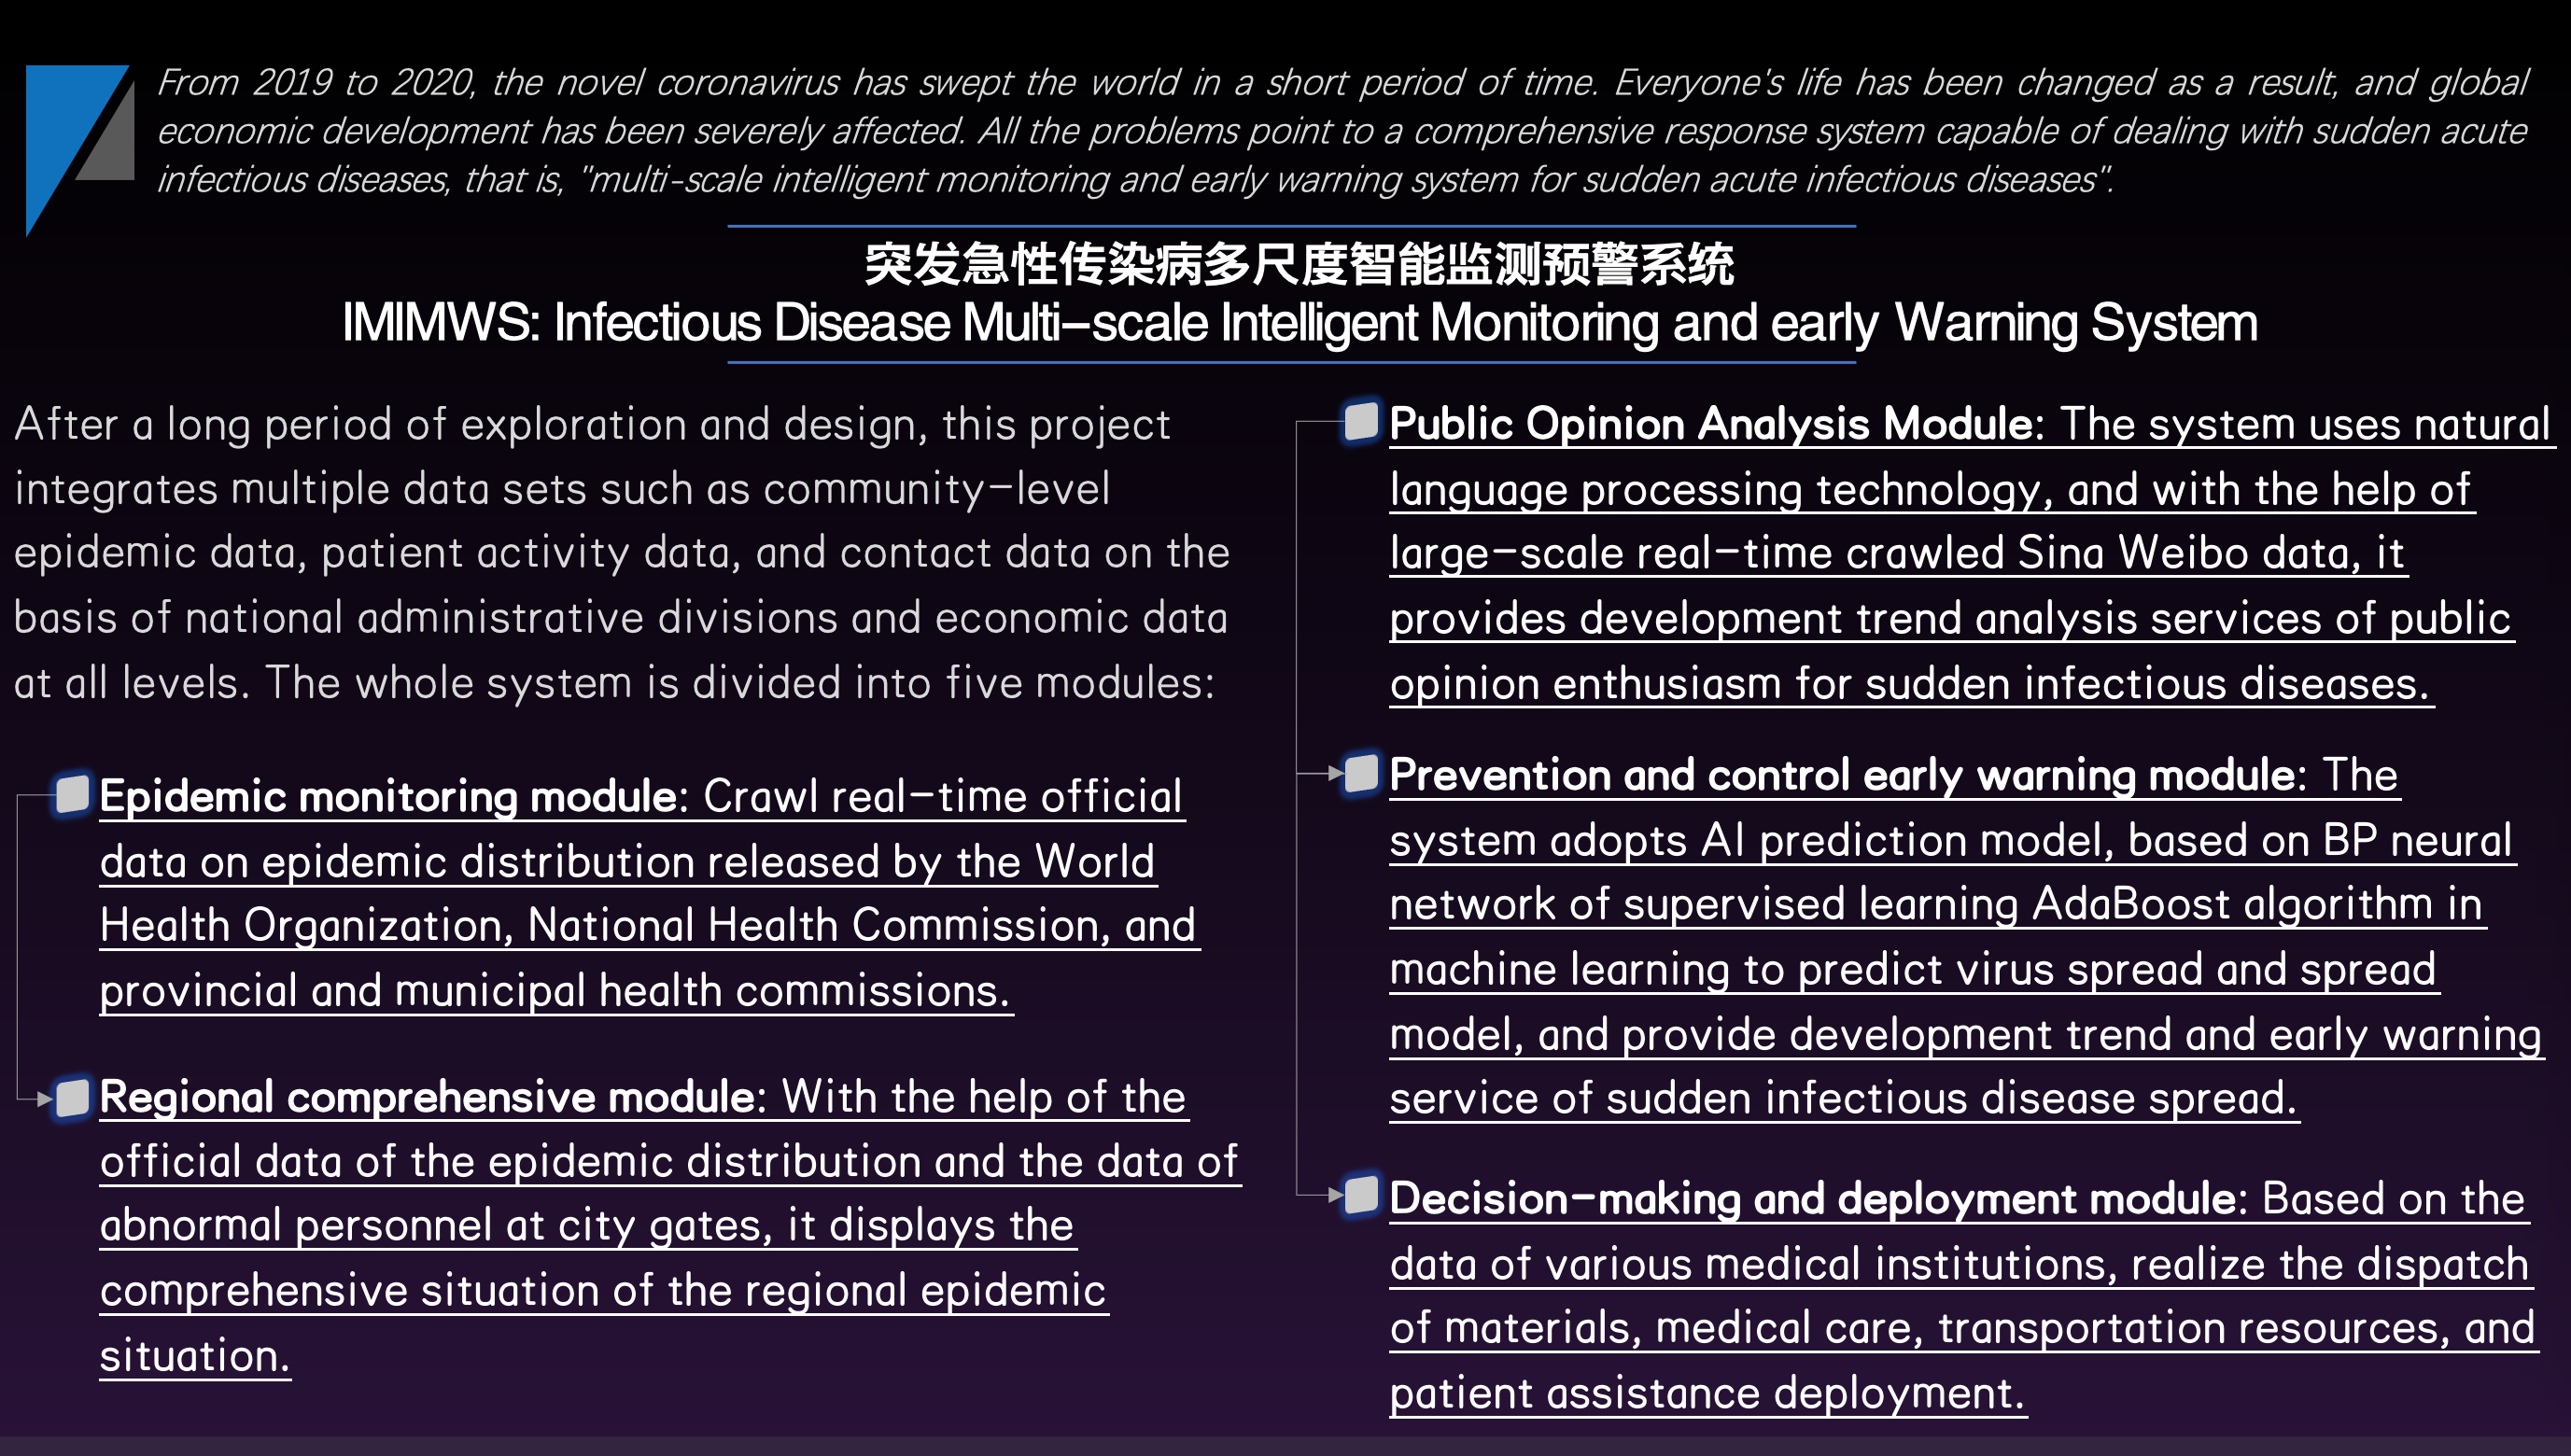 From 2019 to 2020, the novel coronavirus has swept the world in a short period of time. Everyone's life has been changed as a result, and global
economic development has been severely affected. All the problems point to a comprehensive response system capable of dealing with sudden acute
infectious diseases, that is, "multi-scale intelligent monitoring and early warning system for sudden acute infectious diseases".
突发急性传染病多尺度智能监测预警系统
IMIMWS: Infectious Disease Multi-scale Intelligent Monitoring and early Warning System
After a long period of exploration and design, this project
integrates multiple data sets such as community-level
epidemic data, patient activity data, and contact data on the
basis of national administrative divisions and economic data
at all levels. The whole system is divided into five modules:
Epidemic monitoring module: Crawl real-time official
data on epidemic distribution released by the World
Health Organization, National Health Commission, and
provincial and municipal health commissions.
Regional comprehensive module: With the help of the
official data of the epidemic distribution and the data of
abnormal personnel at city gates, it displays the
comprehensive situation of the regional epidemic
situation.
Public Opinion Analysis Module: The system uses natural
language processing technology, and with the help of
large-scale real-time crawled Sina Weibo data, it
provides development trend analysis services of public
opinion enthusiasm for sudden infectious diseases.
Prevention and control early warning module: The
system adopts AI prediction model, based on BP neural
network of supervised learning AdaBoost algorithm in
machine learning to predict virus spread and spread
model, and provide development trend and early warning
service of sudden infectious disease spread.
Decision-making and deployment module: Based on the
data of various medical institutions, realize the dispatch
of materials, medical care, transportation resources, and
patient assistance deployment.